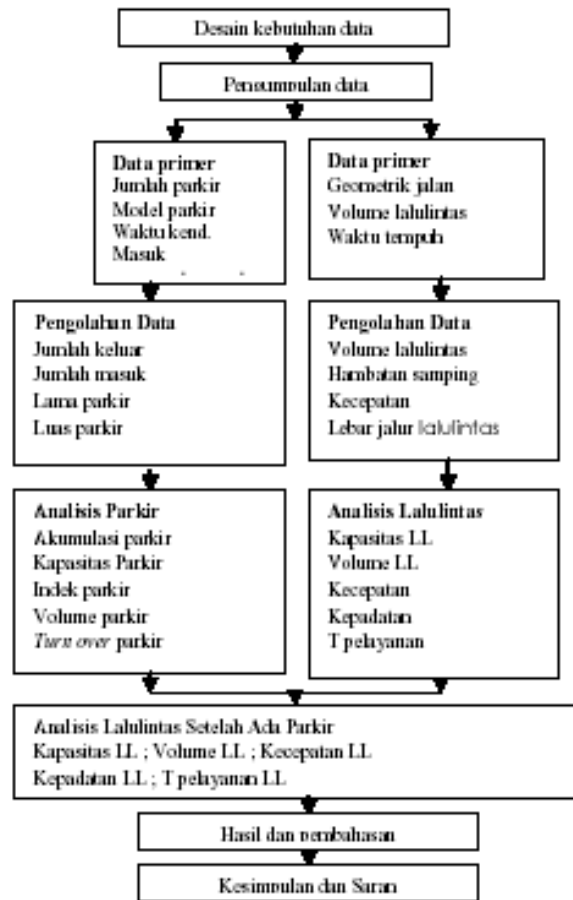 Desain kebutuhan data
Pengumpulan data
Data primer
Jumlah parkir
Model parkir
Waktu kend.
Masuk
Data primer
Geometrik jalan
Volume lalulintas
Waktu tempuh
Pengolahan Data
Jumlah keluar
Jumlah masuk
Lama parkir
Luas parkir
Pengolahan Data
Volume lalulintas
Hambatan samping
Kecepatan
Lebar jalur lalulintas
Analisis Parkir
Akumulasi parkir
Kapasitas Parkir
Indek parkir
Volume parkir
Turn over parkir
Analisis Lalulintas
Kapasitas LL
Volume LL
Kecepatan
Kepadatan
T pelayanan
Analisis Lalulintas Setelah Ada Parkir
Kapasitas LL ; Volume LL ; Kecepatan LL
Kepadatan LL ; T pelayanan LL
Hasil dan pembahasan
Kesimpulan dan Saran